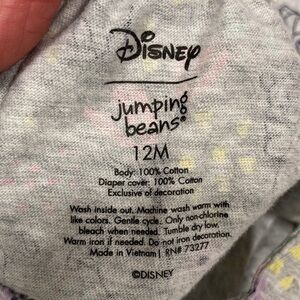 Disney
jumping
beans®
12M
Body: 100% Cotton
Diaper cover: 100% Cotton
Exclusive of decoration
Wash inside out. Machine wash warm with
like colors. Gentle cycle. Only non-chlorine
bleach when needed. Tumble dry low.
Warm iron if needed. Do not iron decoration.
Made in Vietnam | RN# 73277
©DISNEY